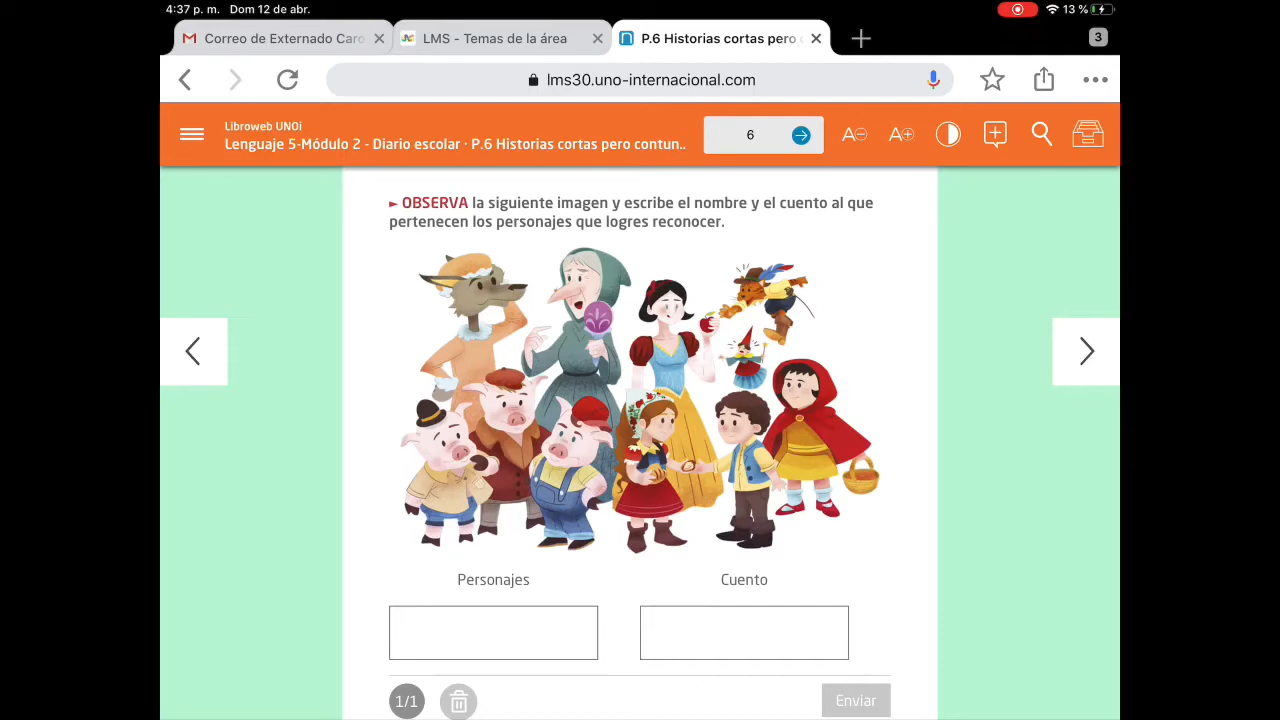 4:37 p. m. Dom 12 de abr.
13 %
Correo de Externado Caro
LMS - Temas de la área
P.6 Historias cortas pero
3
lms30.uno-internacional.com
Libroweb UNOi
Lenguaje 5-Módulo 2 - Diario escolar · P.6 Historias cortas pero contun..
6
A
A
► OBSERVA la siguiente imagen y escribe el nombre y el cuento al que
pertenecen los personajes que logres reconocer.
Personajes
Cuento
1/1
Enviar